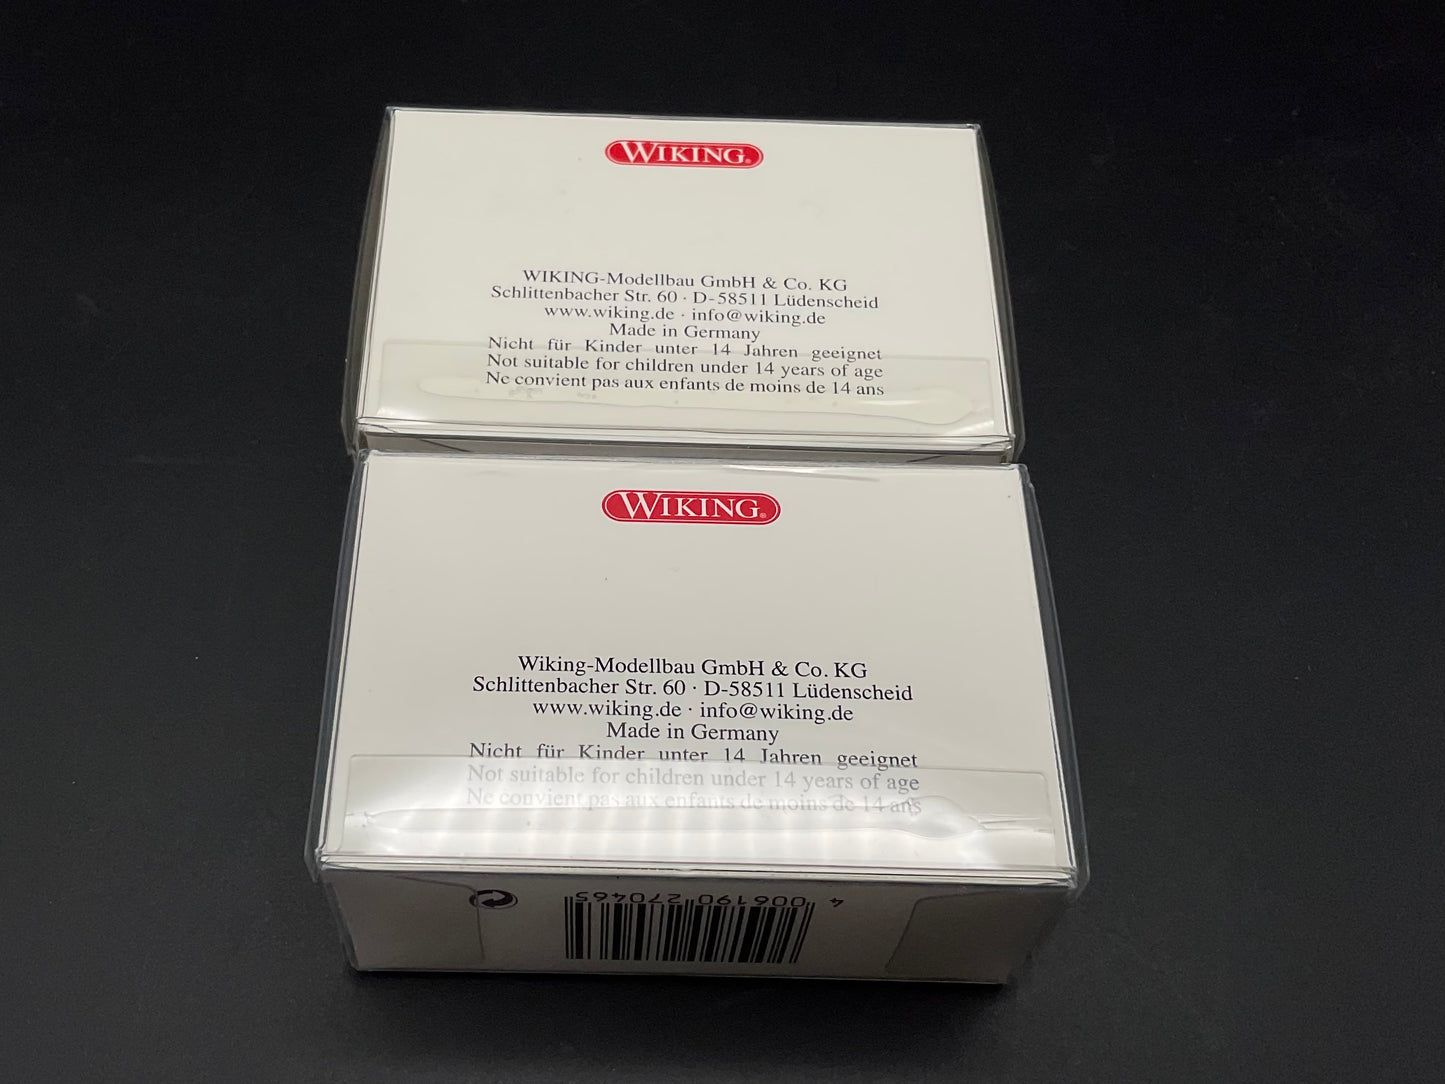 WIKING®
WIKING-Modellbau GmbH & Co. KG
Schlittenbacher Str. 60 · D-58511 Lüdenscheid
www.wiking.de · info@wiking.de
Made in Germany
Nicht für Kinder unter 14 Jahren geeignet
Not suitable for children under 14 years of age
Ne convient pas aux enfants de moins de 14 ans
WIKING®
Wiking-Modellbau GmbH & Co. KG
Schlittenbacher Str. 60 · D-58511 Lüdenscheid
www.wiking.de · info@wiking.de
Made in Germany
Nicht für Kinder unter 14 Jahren geeignet
Not suitable for children under 14 years of age
Ne convient pas aux enfants de moins de 14 ans
4 006190 270465